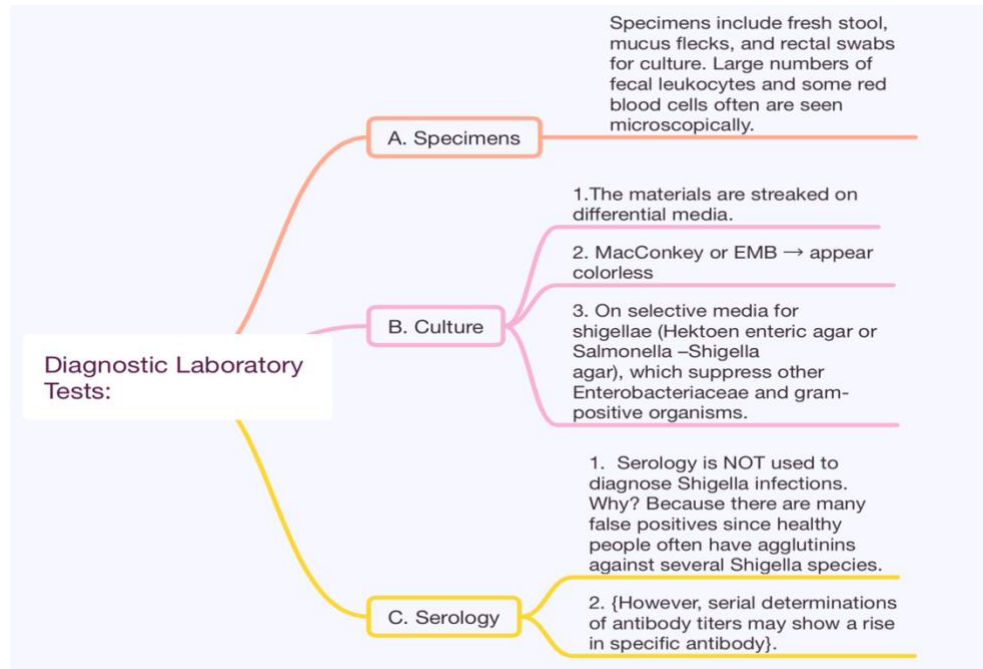 Diagnostic Laboratory
Tests:
A. Specimens
Specimens include fresh stool,
mucus flecks, and rectal swabs
for culture. Large numbers of
fecal leukocytes and some red
blood cells often are seen
microscopically.
B. Culture
1.The materials are streaked on
differential media.
2. MacConkey or EMB → appear
colorless
3. On selective media for
shigellae (Hektoen enteric agar or
Salmonella –Shigella
agar), which suppress other
Enterobacteriaceae and gram-
positive organisms.
C. Serology
1. Serology is NOT used to
diagnose Shigella infections.
Why? Because there are many
false positives since healthy
people often have agglutinins
against several Shigella species.
2. {However, serial determinations
of antibody titers may show a rise
in specific antibody}.